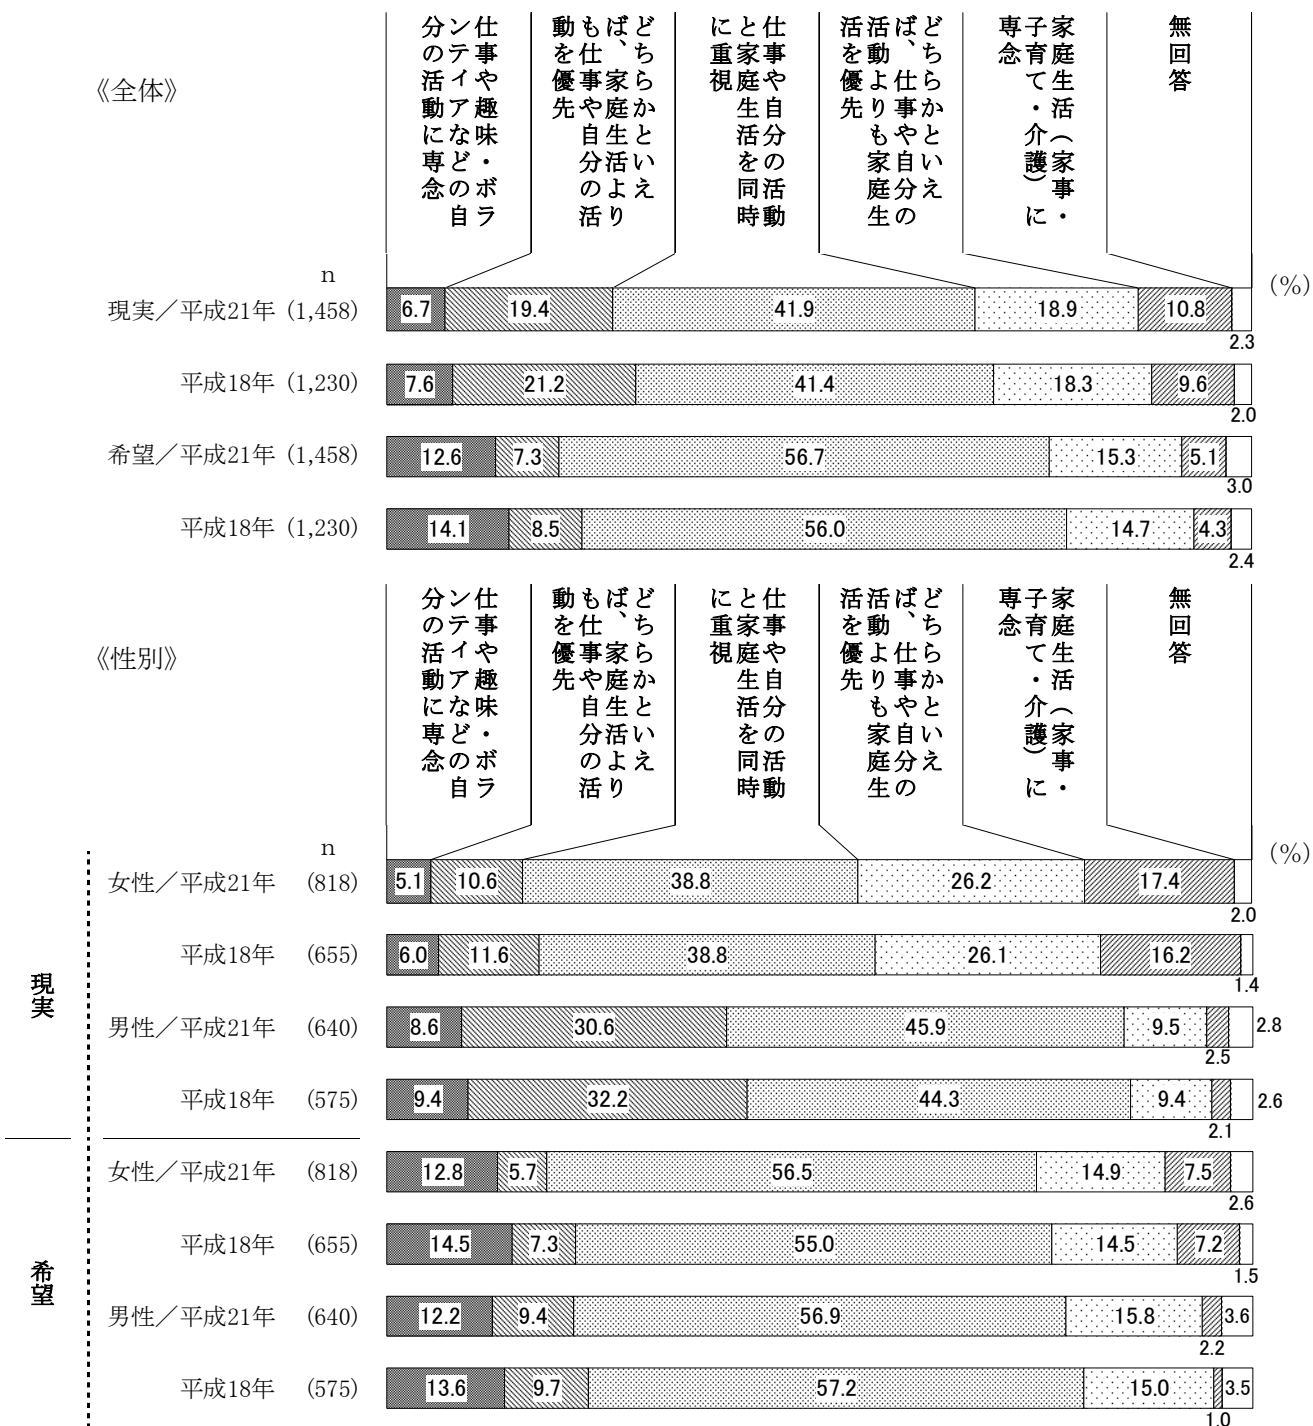 《全体》
仕事や趣味・ボラ
ンテイアなどの自
分の活動に専念
どちらかといえ
ば、家庭生活より
も仕事や自分の活
動を優先
仕事や自分の活動
と家庭生活を同時
に重視
どちらかといえ
ば、仕事や自分の
活動よりも家庭生
活を優先
家庭生活（家事・
子育て・介護）に
専念
無回答
n
(%)
現実／平成21年 (1,458) 6.7 19.4 41.9 18.9 10.8 2.3
平成18年 (1,230) 7.6 21.2 41.4 18.3 9.6 2.0
希望／平成21年 (1,458) 12.6 7.3 56.7 15.3 5.1 3.0
平成18年 (1,230) 14.1 8.5 56.0 14.7 4.3 2.4
《性別》
仕事や趣味・ボラ
ンテイアなどの自
分の活動に専念
どちらかといえ
ば、家庭生活より
も仕事や自分の活
動を優先
仕事や自分の活動
と家庭生活を同時
に重視
どちらかといえ
ば、仕事や自分の
活動よりも家庭生
活を優先
家庭生活（家事・
子育て・介護）に
専念
無回答
n
(%)
現実
女性／平成21年 (818) 5.1 10.6 38.8 26.2 17.4 2.0
平成18年 (655) 6.0 11.6 38.8 26.1 16.2 1.4
男性／平成21年 (640) 8.6 30.6 45.9 9.5 2.5 2.8
平成18年 (575) 9.4 32.2 44.3 9.4 2.1 2.6
希望
女性／平成21年 (818) 12.8 5.7 56.5 14.9 7.5 2.6
平成18年 (655) 14.5 7.3 55.0 14.5 7.2 1.5
男性／平成21年 (640) 12.2 9.4 56.9 15.8 2.2 3.6
平成18年 (575) 13.6 9.7 57.2 15.0 1.0 3.5